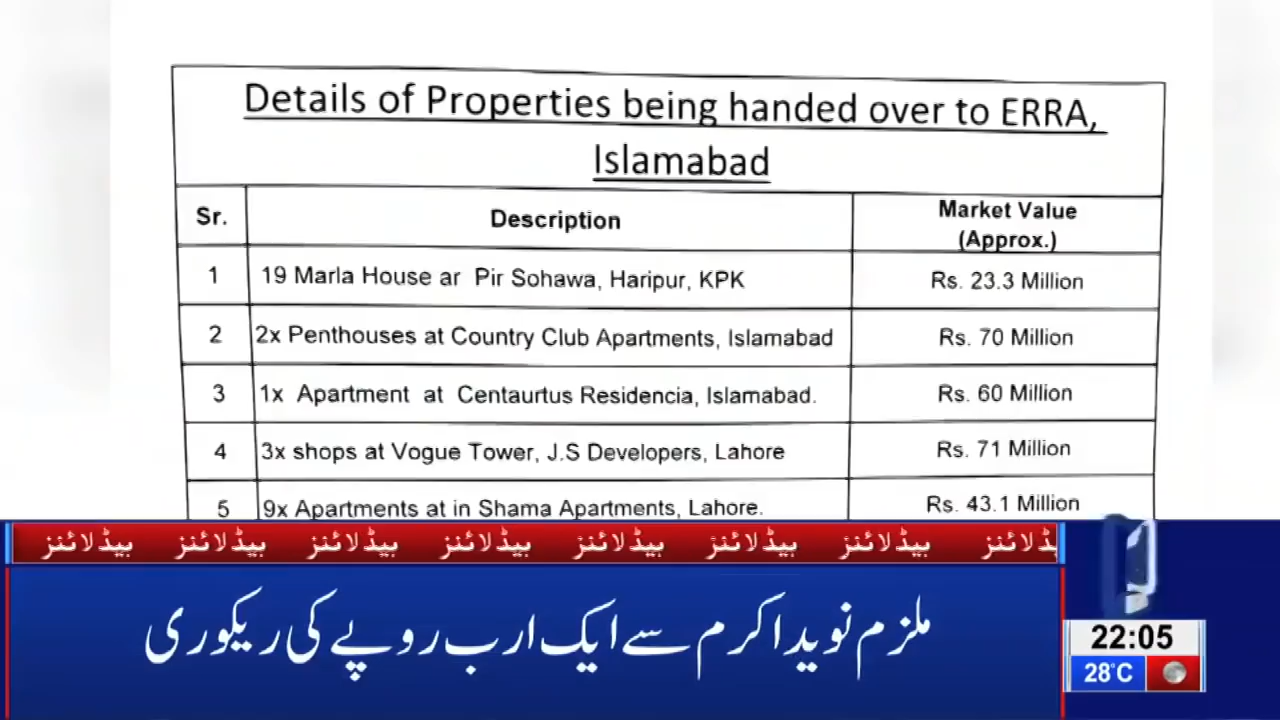 Details of Properties being handed over to ERRA,
Islamabad
Sr. Description Market Value (Approx.)
1 19 Marla House ar Pir Sohawa, Haripur, KPK Rs. 23.3 Million
2 2x Penthouses at Country Club Apartments, Islamabad Rs. 70 Million
3 1x Apartment at Centaurtus Residencia, Islamabad. Rs. 60 Million
4 3x shops at Vogue Tower, J.S Developers, Lahore Rs. 71 Million
5 9x Apartments at in Shama Apartments, Lahore. Rs. 43.1 Million
ہیڈلائنز ہیڈلائنز ہیڈلائنز ہیڈلائنز ہیڈلائنز ہیڈلائنز ہیڈلائنز یڈلائنز
ملزم نوید اکرم سے ایک ارب روپے کی ریکوری
22:05
28°C